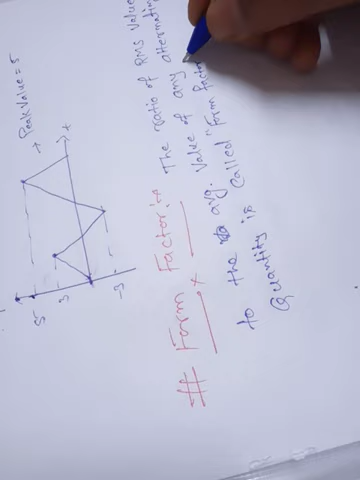 Peak Value = 5
5
3
-3
t
# Form Factor :- The ratio of RMS Value
to the avg. Value of any alternating
Quantity is called "Form factor